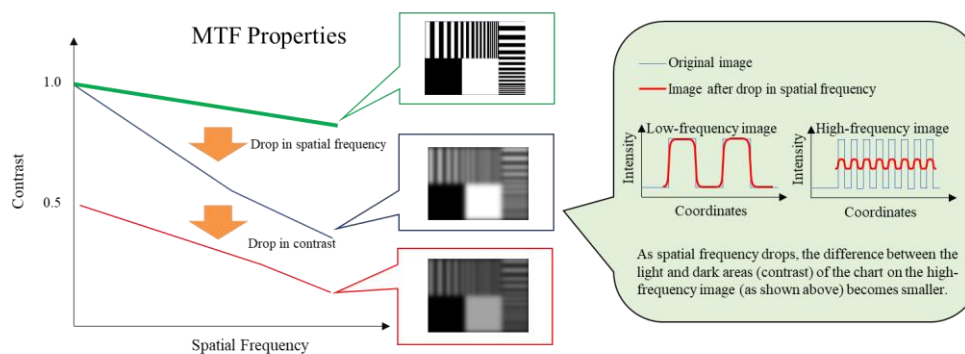 MTF Properties
1.0
0.5
Contrast
Spatial Frequency
Drop in spatial frequency
Drop in contrast
Original image
Image after drop in spatial frequency
Low-frequency image
High-frequency image
Intensity
Coordinates
Intensity
Coordinates
As spatial frequency drops, the difference between the
light and dark areas (contrast) of the chart on the high-
frequency image (as shown above) becomes smaller.